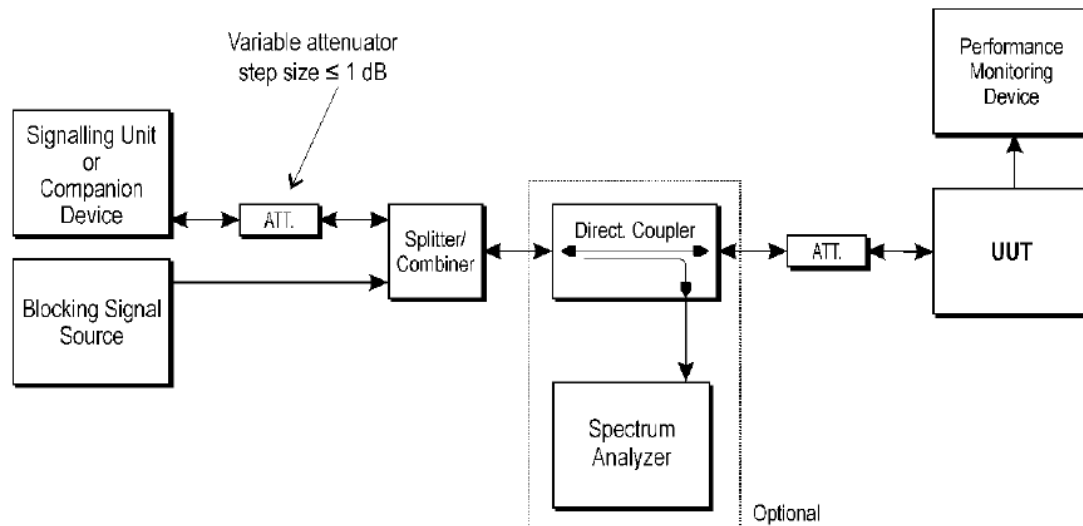 Variable attenuator
step size ≤ 1 dB
Performance
Monitoring
Device
Signalling Unit
or
Companion
Device
ATT.
Splitter/
Combiner
Direct. Coupler
ATT.
UUT
Blocking Signal
Source
Spectrum
Analyzer
Optional